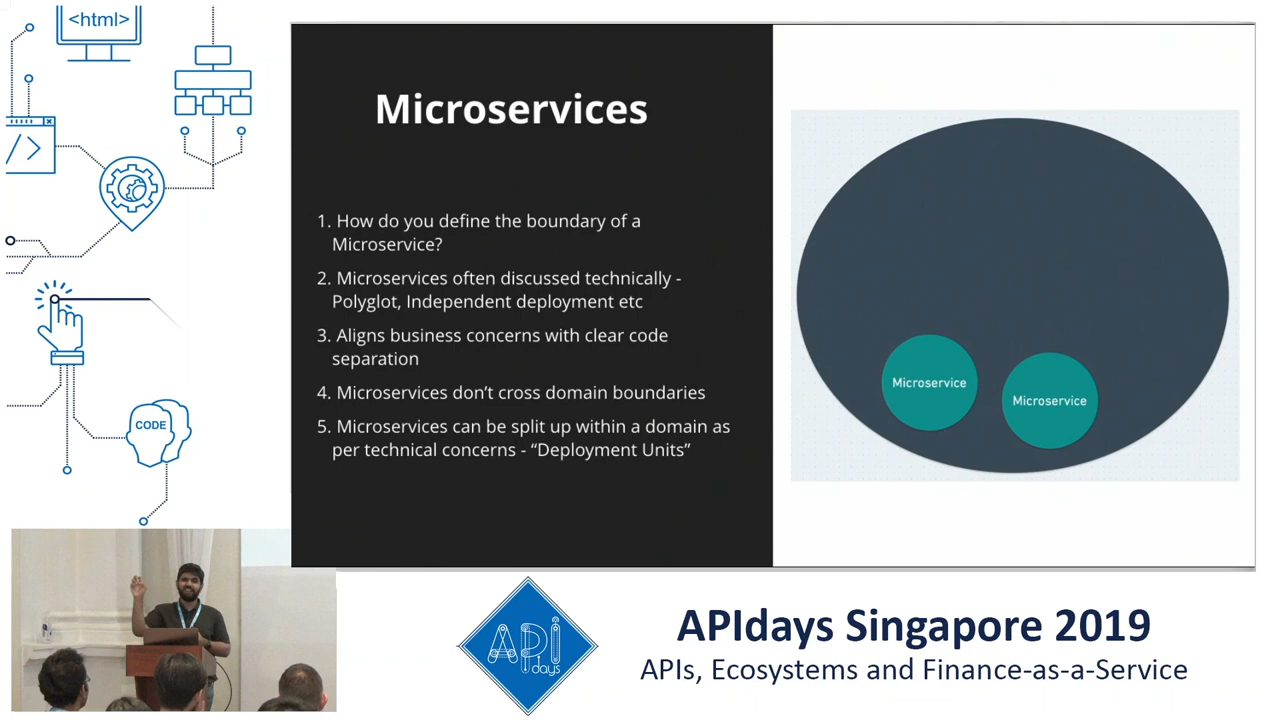 <html>
</>
CODE
Microservices
1. How do you define the boundary of a
Microservice?
2. Microservices often discussed technically -
Polyglot, Independent deployment etc
3. Aligns business concerns with clear code
separation
4. Microservices don’t cross domain boundaries
5. Microservices can be split up within a domain as
per technical concerns - “Deployment Units”
Microservice
Microservice
API
days
APIdays Singapore 2019
APIs, Ecosystems and Finance-as-a-Service